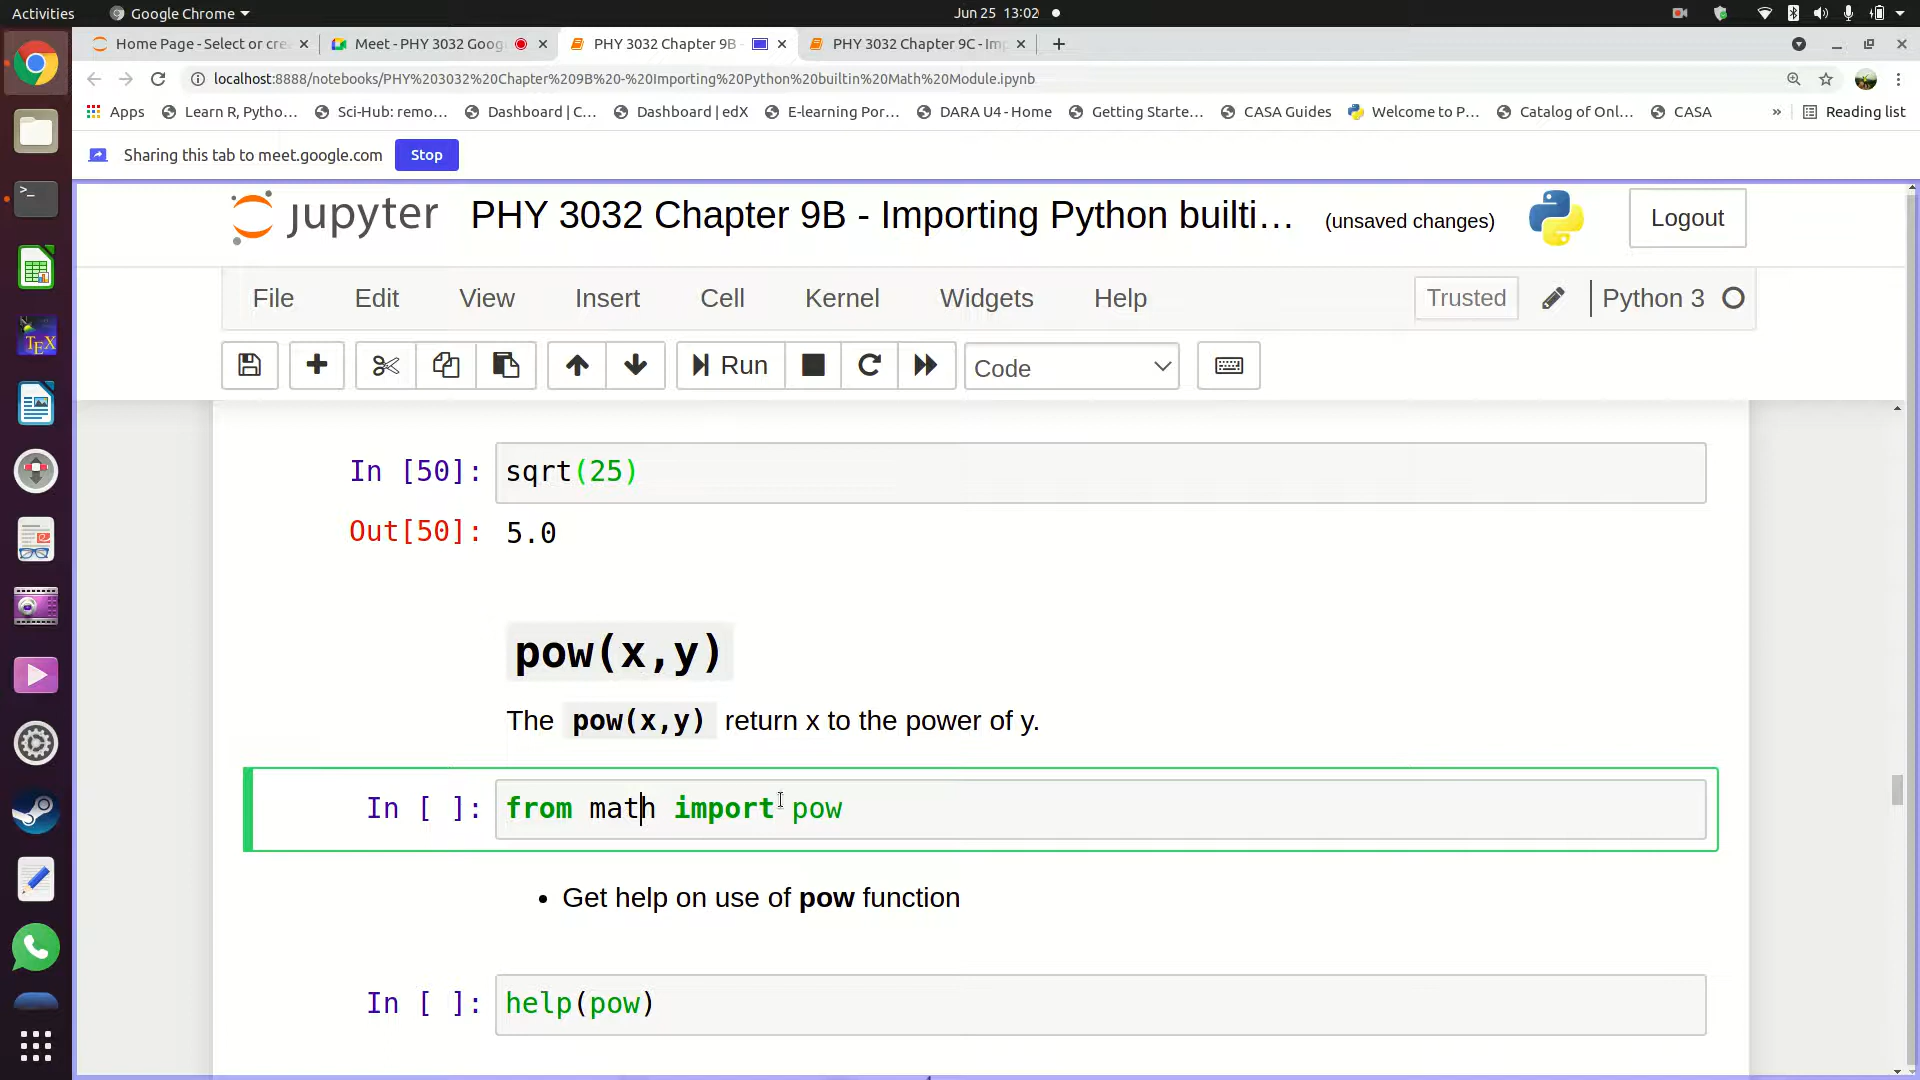 Activities
Google Chrome
Jun 25 13:02
Home Page - Select or cre
Meet - PHY 3032 Goog
PHY 3032 Chapter 9B -
PHY 3032 Chapter 9C - Im
localhost:8888/notebooks/PHY%203032%20Chapter%209B%20-%20Importing%20Python%20builtin%20Math%20Module.ipynb
Apps
Learn R, Pytho...
Sci-Hub: remo...
Dashboard | C...
Dashboard | edX
E-learning Por...
DARA U4 - Home
Getting Starte...
CASA Guides
Welcome to P...
Catalog of Onl...
CASA
»
Reading list
Sharing this tab to meet.google.com
Stop
jupyter
PHY 3032 Chapter 9B - Importing Python builti...
(unsaved changes)
Logout
File
Edit
View
Insert
Cell
Kernel
Widgets
Help
Trusted
Python 3
Run
Code
In [50]: sqrt(25)
Out[50]: 5.0
pow(x,y)
The pow(x,y) return x to the power of y.
In [ ]: from math import pow
• Get help on use of pow function
In [ ]: help(pow)